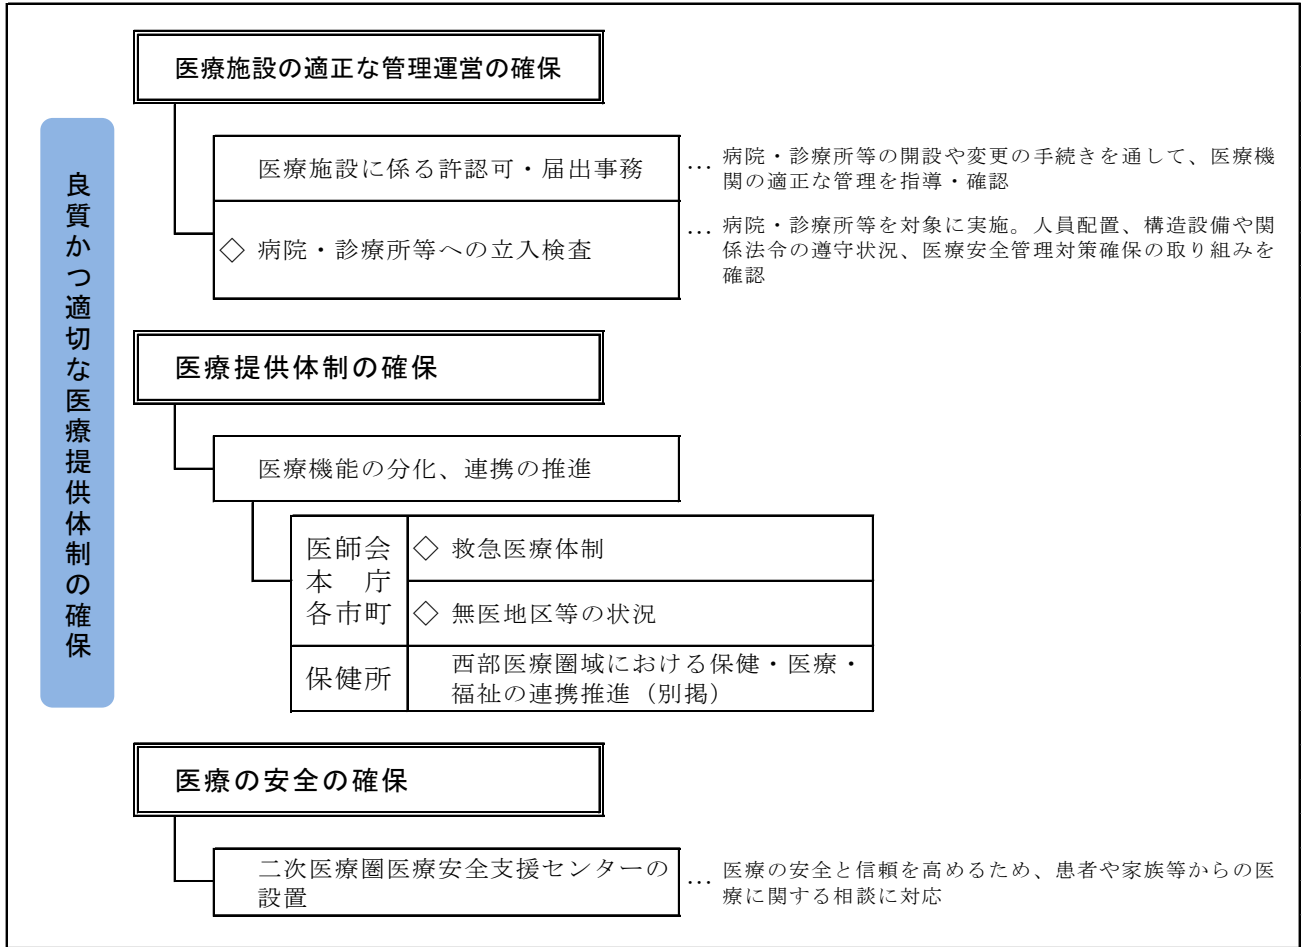 良質かつ適切な医療提供体制の確保
医療施設の適正な管理運営の確保
医療施設に係る許認可・届出事務
… 病院・診療所等の開設や変更の手続きを通して、医療機
関の適正な管理を指導・確認
◇ 病院・診療所等への立入検査
… 病院・診療所等を対象に実施。人員配置、構造設備や関
係法令の遵守状況、医療安全管理対策確保の取り組みを
確認
医療提供体制の確保
医療機能の分化、連携の推進
医師会
本 庁
各市町
◇ 救急医療体制
◇ 無医地区等の状況
保健所
西部医療圏域における保健・医療・
福祉の連携推進（別掲）
医療の安全の確保
二次医療圏医療安全支援センターの
設置
… 医療の安全と信頼を高めるため、患者や家族等からの医
療に関する相談に対応